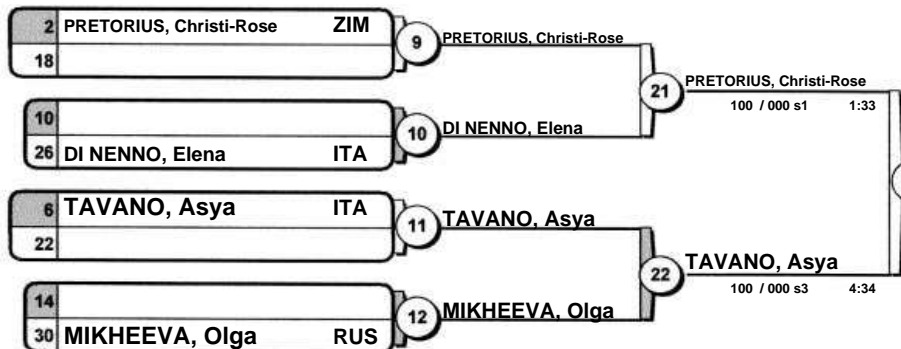 2 PRETORIUS, Christi-Rose ZIM
18
9 PRETORIUS, Christi-Rose
10
26 DI NENNO, Elena ITA
10 DI NENNO, Elena
21 PRETORIUS, Christi-Rose
100 / 000 s1 1:33
6 TAVANO, Asya ITA
22
11 TAVANO, Asya
14
30 MIKHEEVA, Olga RUS
12 MIKHEEVA, Olga
22 TAVANO, Asya
100 / 000 s3 4:34